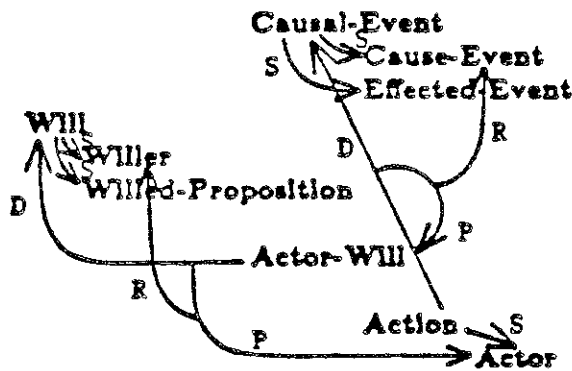 Causal-Event
S
S
Cause-Event
Effected-Event
Will
S
Willer
S
Willed-Proposition
D
R
D
P
Actor-Will
R
Action
S
P
Actor